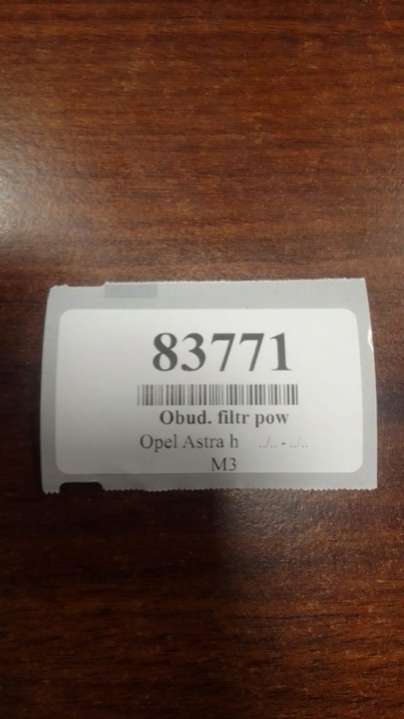 83771
Obud. filtr pow
Opel Astra h ../.. - ../..
M3